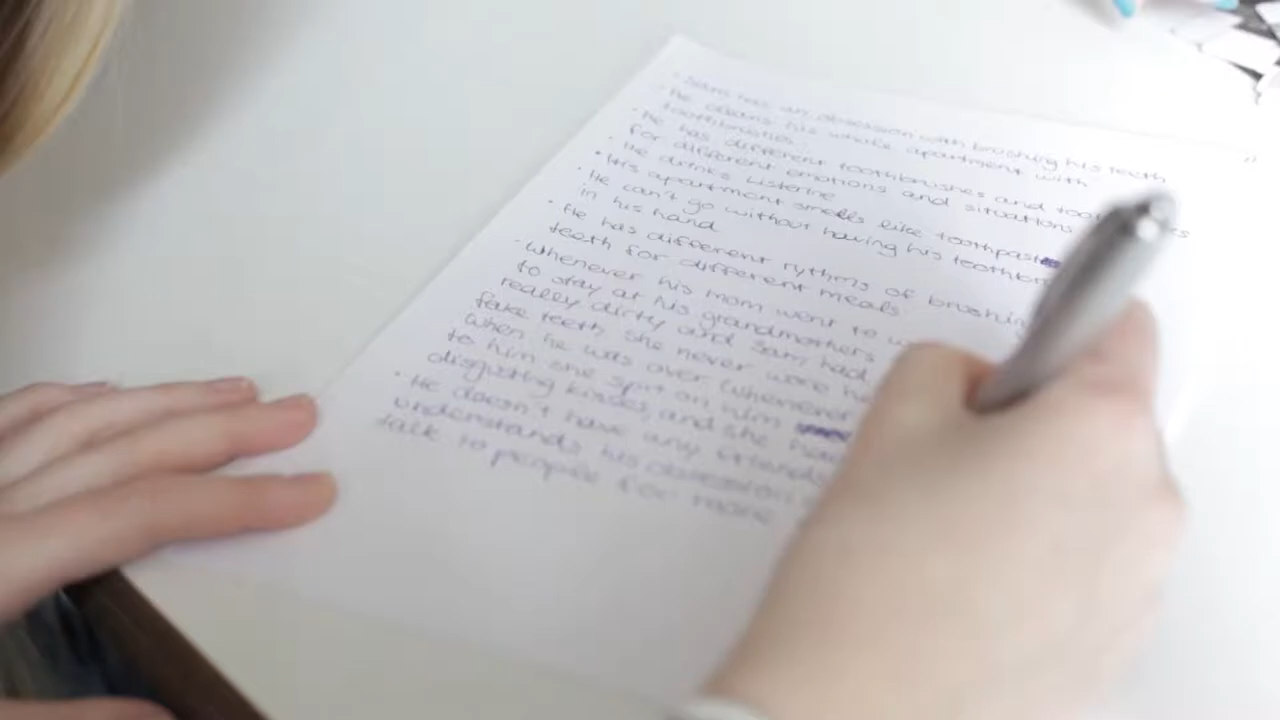 · Sam has an obsession with brushing his teeth
· He cleans his whole apartment with
toothbrushes.
· He has different toothbrushes and
for different emotions and situations
· He drinks Listerine
· His apartment smells like toothpaste
· He can't go without having his
in his hand.
· He has different rythms of brushing
teeth for different meals.
· Whenever his mom went to
to stay at his grandmothers
really dirty and Sam had
fake teeth she never wore
when he was over (whenever
to him she spit on him
disgusting kisses and she
· He doesn't have any friends
understands his obsession
talk to people for more